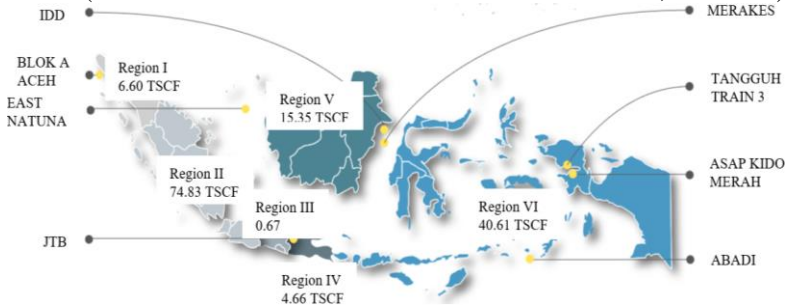 IDD
MERAKES
BLOK A
ACEH
Region I
6.60 TSCF
EAST
NATUNA
Region V
15.35 TSCF
TANGGUH
TRAIN 3
Region II
74.83 TSCF
ASAP KIDO
MERAH
Region III
0.67
Region VI
40.61 TSCF
JTB
ABADI
Region IV
4.66 TSCF